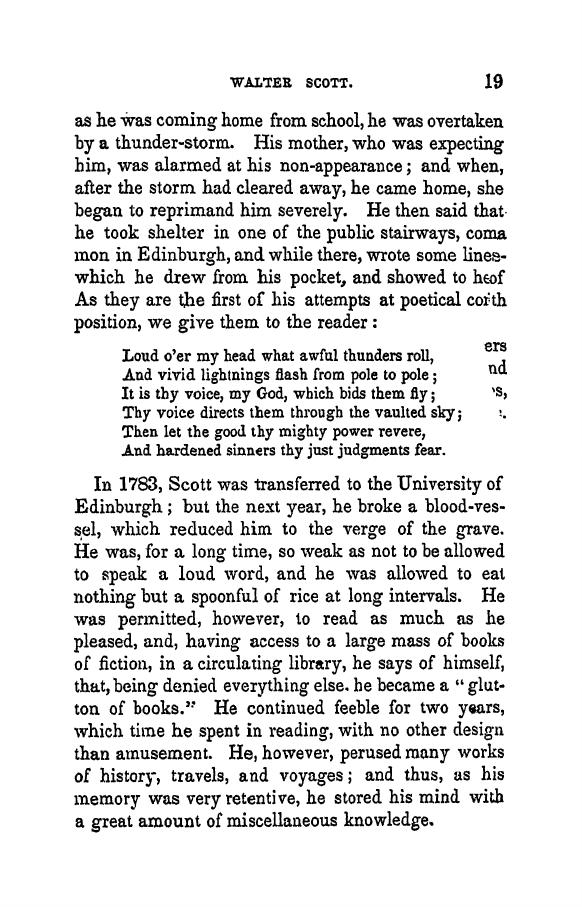 WALTER SCOTT. 19
as he was coming home from school, he was overtaken
by a thunder-storm. His mother, who was expecting
him, was alarmed at his non-appearance; and when,
after the storm had cleared away, he came home, she
began to reprimand him severely. He then said that
he took shelter in one of the public stairways, coma
mon in Edinburgh, and while there, wrote some lines-
which he drew from his pocket, and showed to heof
As they are the first of his attempts at poetical corth
position, we give them to the reader:
ers
Loud o'er my head what awful thunders roll,
nd
And vivid lightnings flash from pole to pole;
It is thy voice, my God, which bids them fly; 's,
Thy voice directs them through the vaulted sky;
Then let the good thy mighty power revere,
And hardened sinners thy just judgments fear.
In 1783, Scott was transferred to the University of
Edinburgh; but the next year, he broke a blood-ves-
sel, which reduced him to the verge of the grave.
He was, for a long time, so weak as not to be allowed
to speak a loud word, and he was allowed to eat
nothing but a spoonful of rice at long intervals. He
was permitted, however, to read as much as he
pleased, and, having access to a large mass of books
of fiction, in a circulating library, he says of himself,
that, being denied everything else. he became a "glut-
ton of books." He continued feeble for two years,
which time he spent in reading, with no other design
than amusement. He, however, perused many works
of history, travels, and voyages; and thus, as his
memory was very retentive, he stored his mind with
a great amount of miscellaneous knowledge.